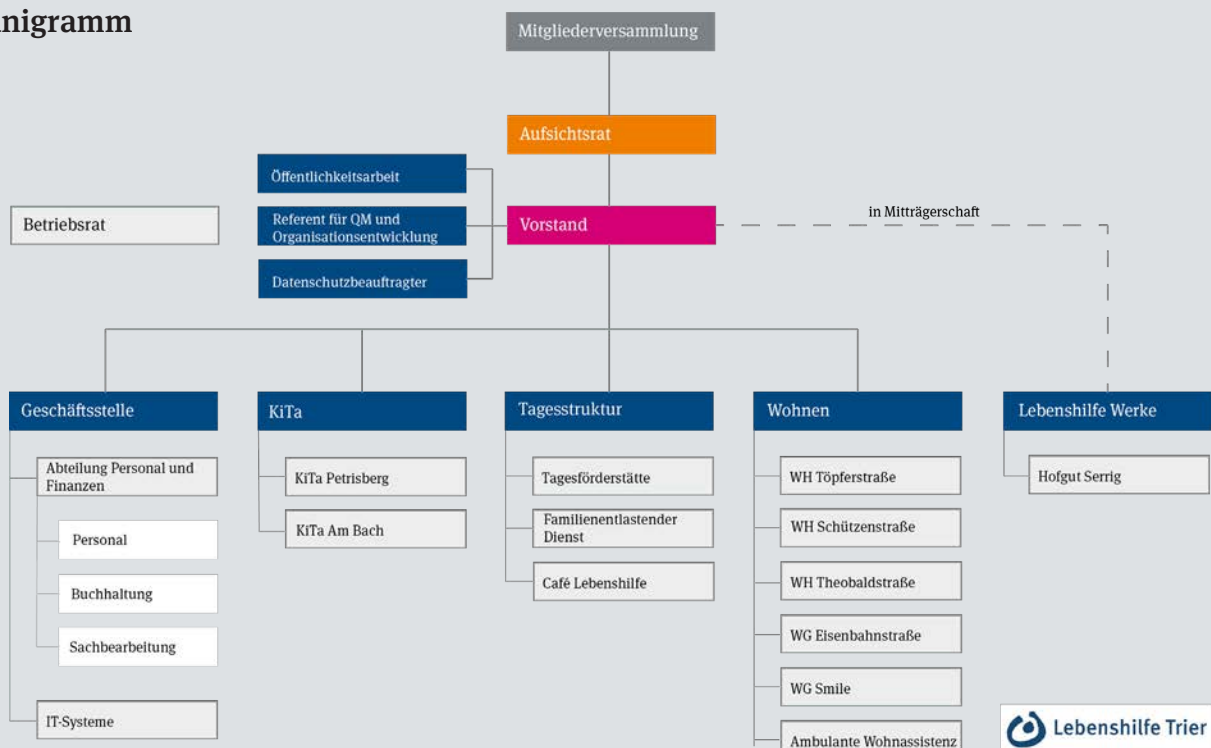 nigramm
Mitgliederversammlung
Aufsichtsrat
Öffentlichkeitsarbeit
Referent für QM und
Organisationsentwicklung
Datenschutzbeauftragter
Betriebsrat
Vorstand
in Mitträgerschaft
Geschäftsstelle
Abteilung Personal und
Finanzen
Personal
Buchhaltung
Sachbearbeitung
IT-Systeme
KiTa
KiTa Petrisberg
KiTa Am Bach
Tagesstruktur
Tagesförderstätte
Familienentlastender
Dienst
Café Lebenshilfe
Wohnen
WH Töpferstraße
WH Schützenstraße
WH Theobaldstraße
WG Eisenbahnstraße
WG Smile
Ambulante Wohnassistenz
Lebenshilfe Werke
Hofgut Serrig
Lebenshilfe Trier